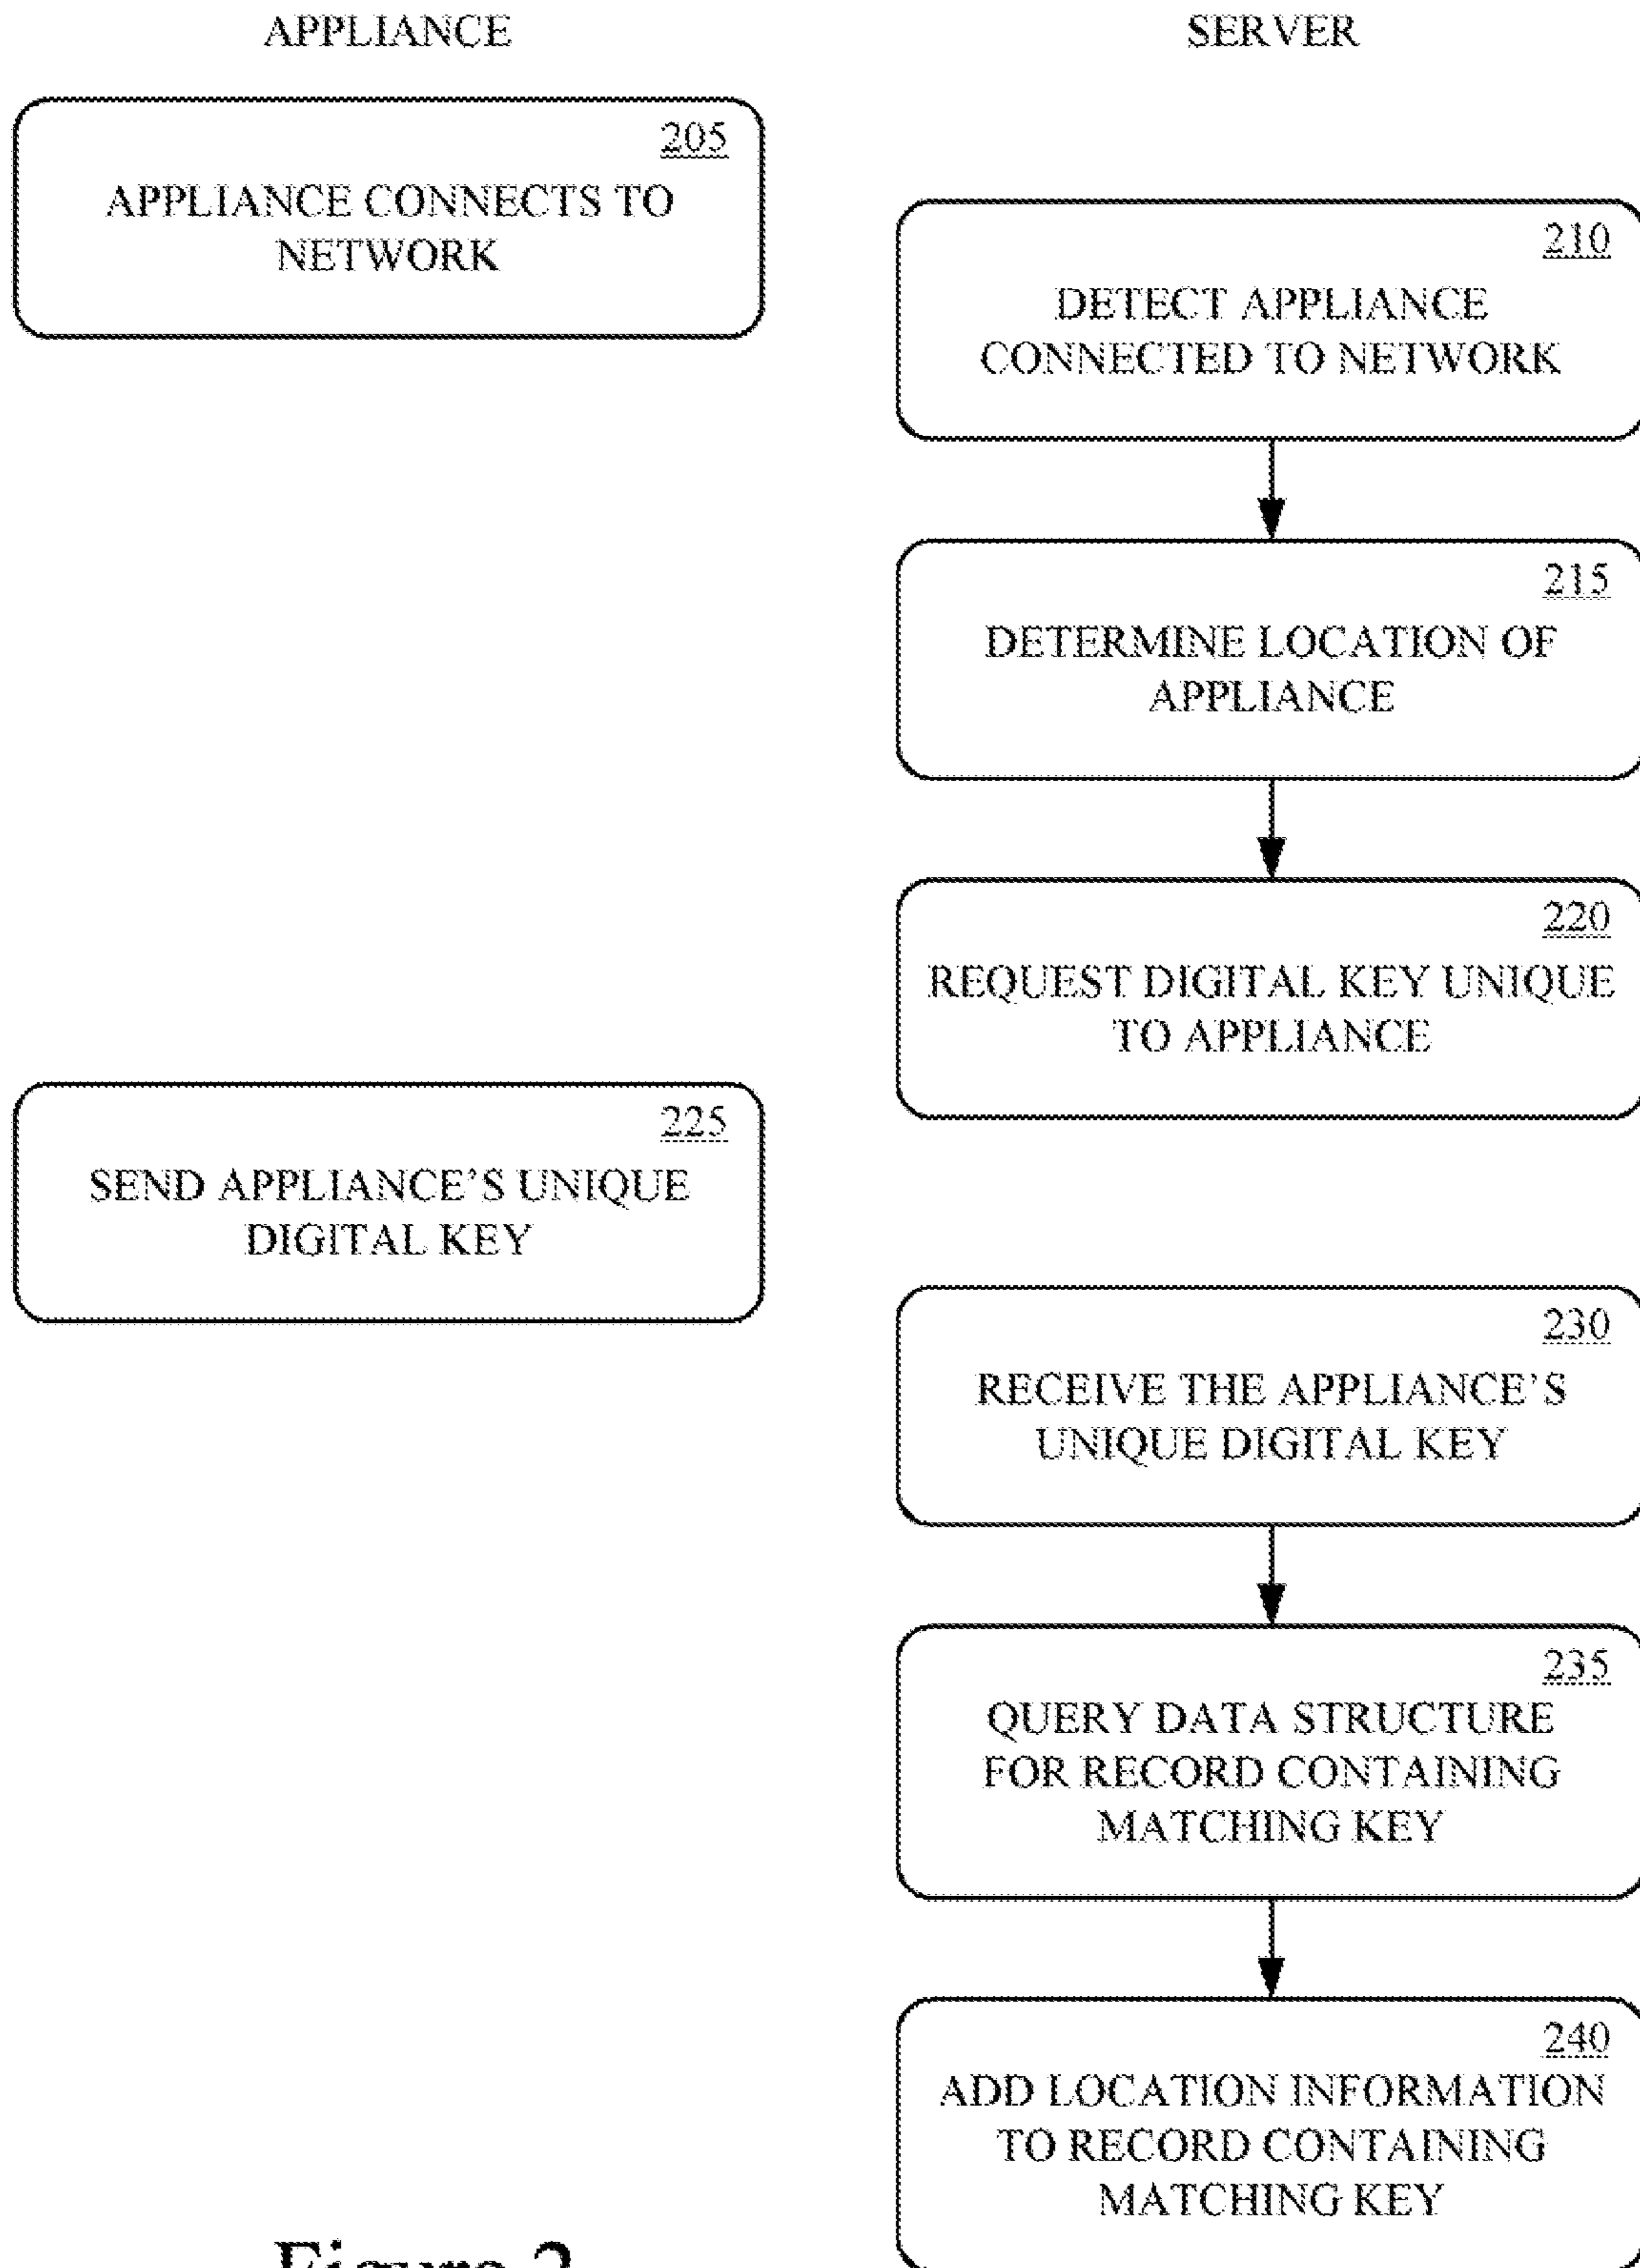 APPLIANCE
SERVER
205
APPLIANCE CONNECTS TO
NETWORK
210
DETECT APPLIANCE
CONNECTED TO NETWORK
215
DETERMINE LOCATION OF
APPLIANCE
220
REQUEST DIGITAL KEY UNIQUE
TO APPLIANCE
225
SEND APPLIANCE'S UNIQUE
DIGITAL KEY
230
RECEIVE THE APPLIANCE'S
UNIQUE DIGITAL KEY
235
QUERY DATA STRUCTURE
FOR RECORD CONTAINING
MATCHING KEY
240
ADD LOCATION INFORMATION
TO RECORD CONTAINING
MATCHING KEY
Figure 2